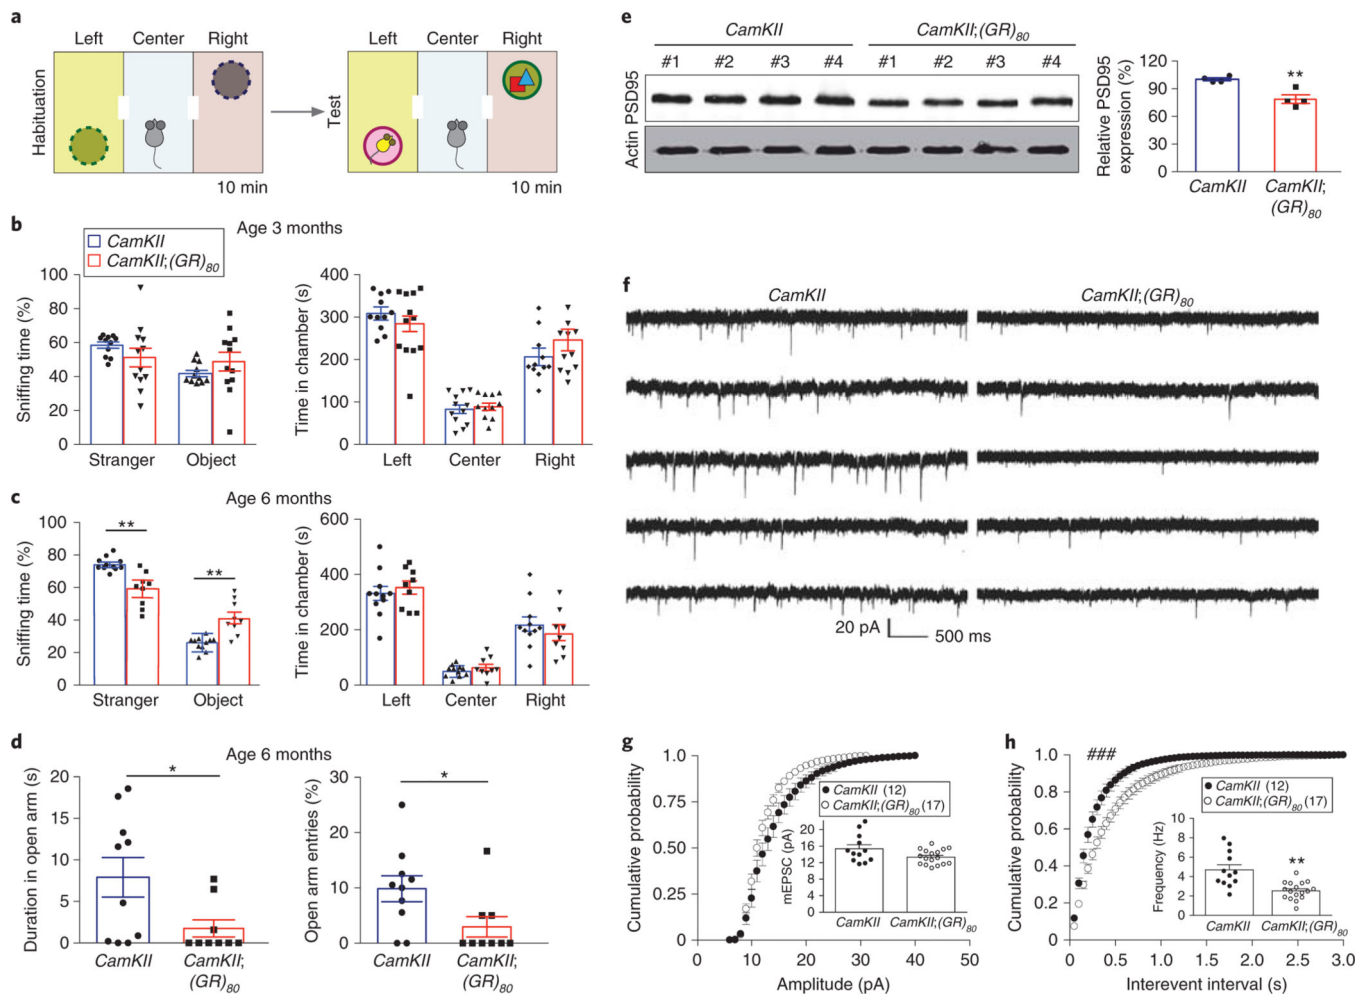 a
Left Center Right
Habituation
10 min
Left Center Right
Test
10 min
b
Age 3 months
CamKII
CamKII;(GR)80
Sniffing time (%)
100
80
60
40
20
0
Stranger Object
Time in chamber (s)
400
300
200
100
0
Left Center Right
c
Age 6 months
Sniffing time (%)
100
80
60
40
20
0
** **
Stranger Object
Time in chamber (s)
600
400
200
0
Left Center Right
d
Age 6 months
Duration in open arm (s)
20
15
10
5
0
*
CamKII CamKII;
(GR)80
Open arm entries (%)
30
20
10
0
*
CamKII CamKII;
(GR)80
e
CamKII CamKII;(GR)80
#1 #2 #3 #4 #1 #2 #3 #4
PSD95
Actin
Relative PSD95
expression (%)
120
90
60
30
0
**
CamKII CamKII;
(GR)80
f
CamKII CamKII;(GR)80
20 pA
500 ms
g
Cumulative probability
1.0
0.75
0.50
0.25
0
CamKII (12)
CamKII;(GR)80 (17)
mEPSC (pA)
20
16
12
8
4
0
CamKII CamKII;(GR)80
0 10 20 30 40 50
Amplitude (pA)
h
###
Cumulative probability
1.0
0.8
0.6
0.4
0.2
0
CamKII (12)
CamKII;(GR)80 (17)
Frequency (Hz)
10
8
6
4
2
0
**
CamKII CamKII;(GR)80
0 0.5 1.0 1.5 2.0 2.5 3.0
Interevent interval (s)